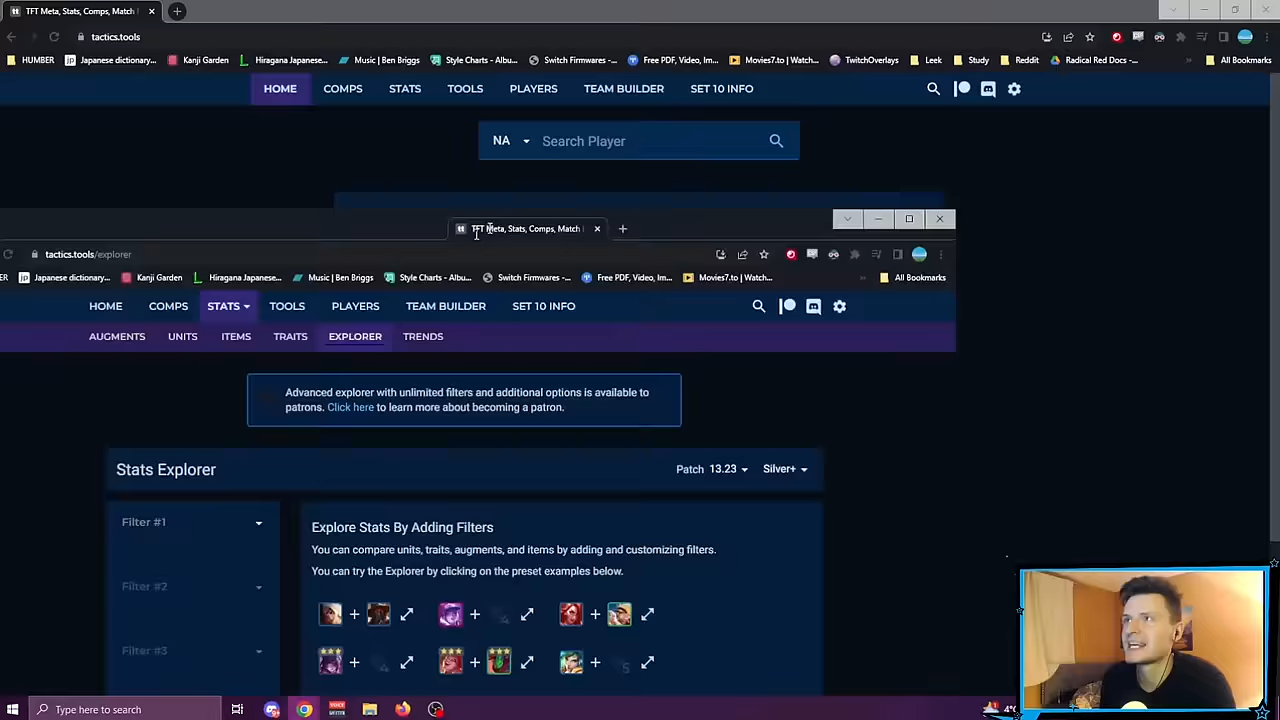 TFT Meta, Stats, Comps, Match
tactics.tools
HUMBER
Japanese dictionary...
Kanji Garden
Hiragana Japanese...
Music | Ben Briggs
Style Charts - Albu...
Switch Firmwares -...
Free PDF, Video, Im...
Movies7.to | Watch...
TwitchOverlays
Leek
Study
Reddit
Radical Red Docs -...
All Bookmarks
HOME
COMPS
STATS
TOOLS
PLAYERS
TEAM BUILDER
SET 10 INFO
NA
Search Player
TFT Meta, Stats, Comps, Match
tactics.tools/explorer
ER
Japanese dictionary...
Kanji Garden
Hiragana Japanese...
Music | Ben Briggs
Style Charts - Albu...
Switch Firmwares -...
Free PDF, Video, Im...
Movies7.to | Watch...
All Bookmarks
HOME
COMPS
STATS
TOOLS
PLAYERS
TEAM BUILDER
SET 10 INFO
AUGMENTS
UNITS
ITEMS
TRAITS
EXPLORER
TRENDS
Advanced explorer with unlimited filters and additional options is available to
patrons. Click here to learn more about becoming a patron.
Stats Explorer
Patch 13.23
Silver+
Filter #1
Filter #2
Filter #3
Explore Stats By Adding Filters
You can compare units, traits, augments, and items by adding and customizing filters.
You can try the Explorer by clicking on the preset examples below.
+
+ 4
+
+ 4
+
+ 5
Type here to search
4°